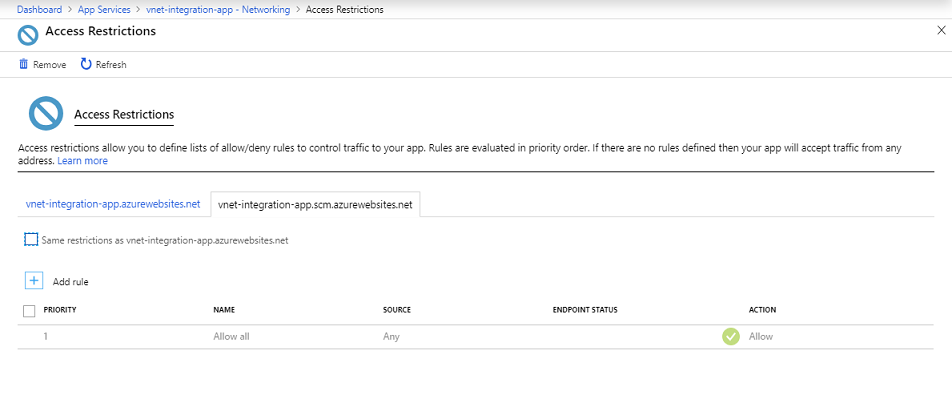 Dashboard > App Services > vnet-integration-app - Networking > Access Restrictions
Access Restrictions
Remove Refresh
Access Restrictions
Access restrictions allow you to define lists of allow/deny rules to control traffic to your app. Rules are evaluated in priority order. If there are no rules defined then your app will accept traffic from any
address. Learn more
vnet-integration-app.azurewebsites.net vnet-integration-app.scm.azurewebsites.net
Same restrictions as vnet-integration-app.azurewebsites.net
Add rule
PRIORITY NAME SOURCE ENDPOINT STATUS ACTION
1 Allow all Any Allow